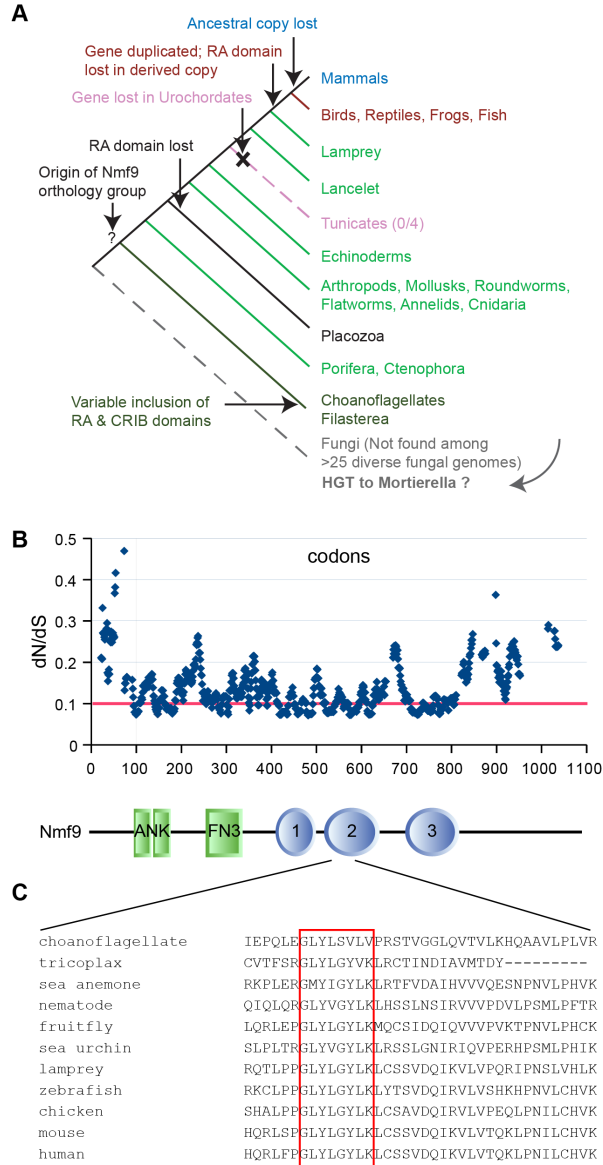 A
Ancestral copy lost
Gene duplicated; RA domain
lost in derived copy
Mammals
Gene lost in Urochordates
Birds, Reptiles, Frogs, Fish
RA domain lost
Lamprey
Origin of Nmf9
orthology group
Lancelet
?
Tunicates (0/4)
Echinoderms
Arthropods, Mollusks, Roundworms,
Flatworms, Annelids, Cnidaria
Placozoa
Porifera, Ctenophora
Variable inclusion of
RA & CRIB domains
Choanoflagellates
Filasterea
Fungi (Not found among
>25 diverse fungal genomes)
HGT to Mortierella ?
B
codons
dN/dS
0.5
0.4
0.3
0.2
0.1
0
0 100 200 300 400 500 600 700 800 900 1000 1100
Nmf9 ANK FN3 1 2 3
C
choanoflagellate IEPQLEGLYLSVLVPRSTVGGLQVTVLKHQAAVLPLVR
tricoplax CVTFSRGLYLGYVKLRCTINDIAVMTDY---------
sea anemone RKPLERGMYIGYLKLRTFVDAIHVVVQESNPNVLPHVK
nematode QIQLQRGLYVGYLKLHSSLNSIRVVVPDVLPSMLPFTR
fruitfly LQRLEPGLYLGYLKMQCSIDQIQVVVPVKTPNVLPHCK
sea urchin SLPLTRGLYVGYLKLRSSLGNIRIQVPERHPSMLPHIK
lamprey RQTLPPGLYLGYLKLCSSVDQIKVLVPQRIPNSLVHLK
zebrafish RKCLPPGLYLGYLKLYTSVDQIRVLVSHKHPNVLCHVK
chicken SHALPPGLYLGYLKLCSAVDQIRVLVPEQLPNILCHVK
mouse HQRLSPGLYLGYLKLCSSVDQIKVLVTQKLPNILCHVK
human HQRLFPGLYLGYLKLCSSVDQIKVLVTQKLPNILCHVK